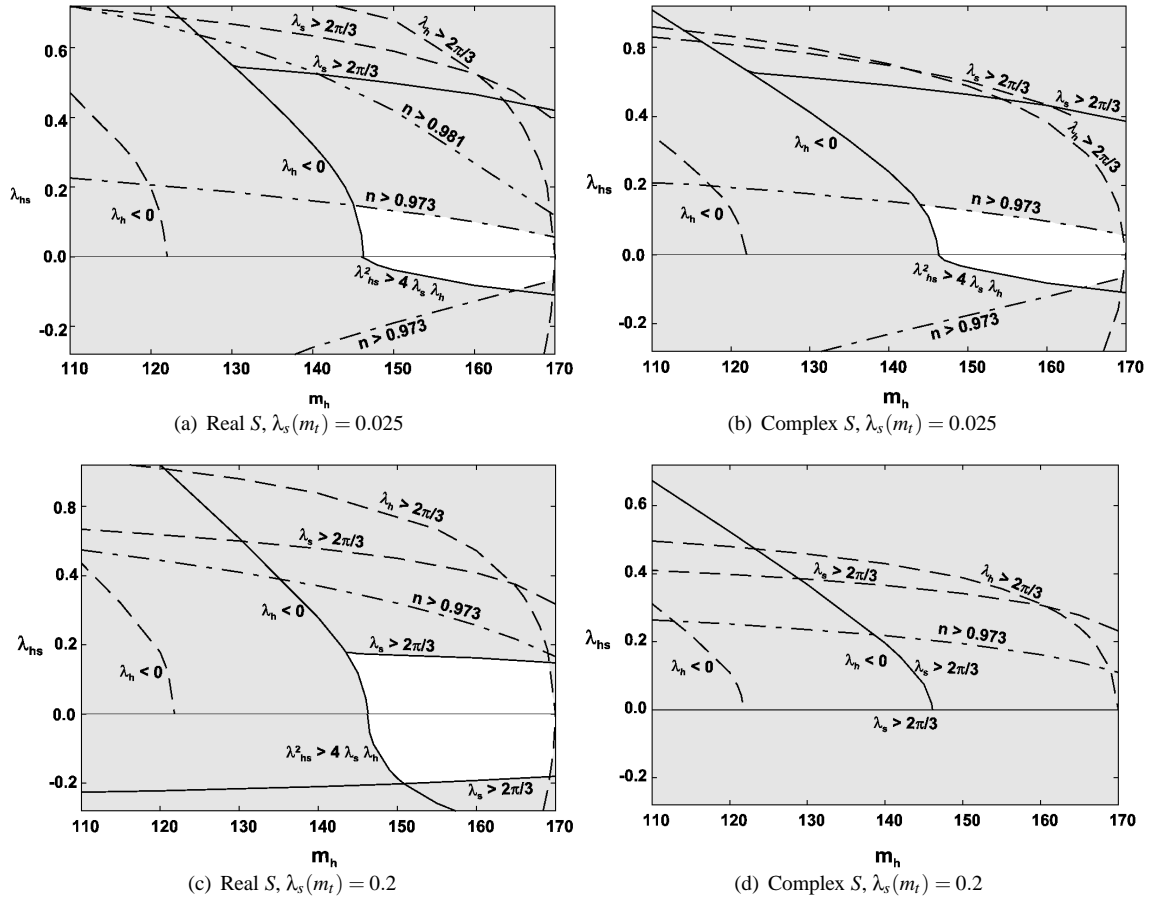 0.6
0.4
0.2
0.0
-0.2
λhs
λs > 2π/3
λh > 2π/3
λs > 2π/3
n > 0.981
λh < 0
n > 0.973
λh < 0
λ²hs > 4 λs λh
n > 0.973
110 120 130 140 150 160 170
mh
(a) Real S, λs(mt) = 0.025
0.8
0.4
0.2
0.0
-0.2
λhs
λs > 2π/3
λs > 2π/3
λh > 2π/3
λh < 0
n > 0.973
λh < 0
λ²hs > 4 λs λh
n > 0.973
110 120 130 140 150 160 170
mh
(b) Complex S, λs(mt) = 0.025
0.8
0.4
0.2
0.0
-0.2
λhs
λh > 2π/3
λs > 2π/3
n > 0.973
λh < 0
λs > 2π/3
λh < 0
λ²hs > 4 λs λh
λs > 2π/3
110 120 130 140 150 160 170
mh
(c) Real S, λs(mt) = 0.2
0.6
0.4
0.2
0.0
-0.2
λhs
λs > 2π/3
λh > 2π/3
n > 0.973
λh < 0
λh < 0
λs > 2π/3
λs > 2π/3
110 120 130 140 150 160 170
mh
(d) Complex S, λs(mt) = 0.2